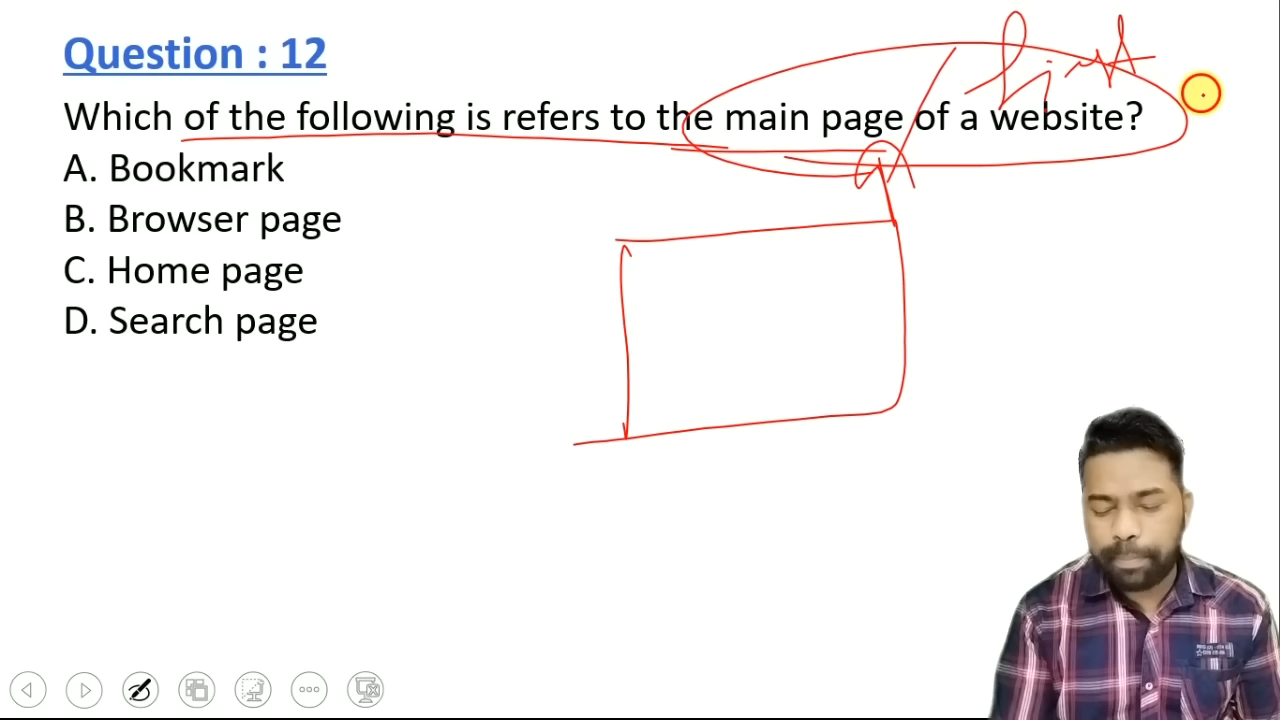 Question : 12
first
Which of the following is refers to the main page of a website?
A. Bookmark
B. Browser page
C. Home page
D. Search page